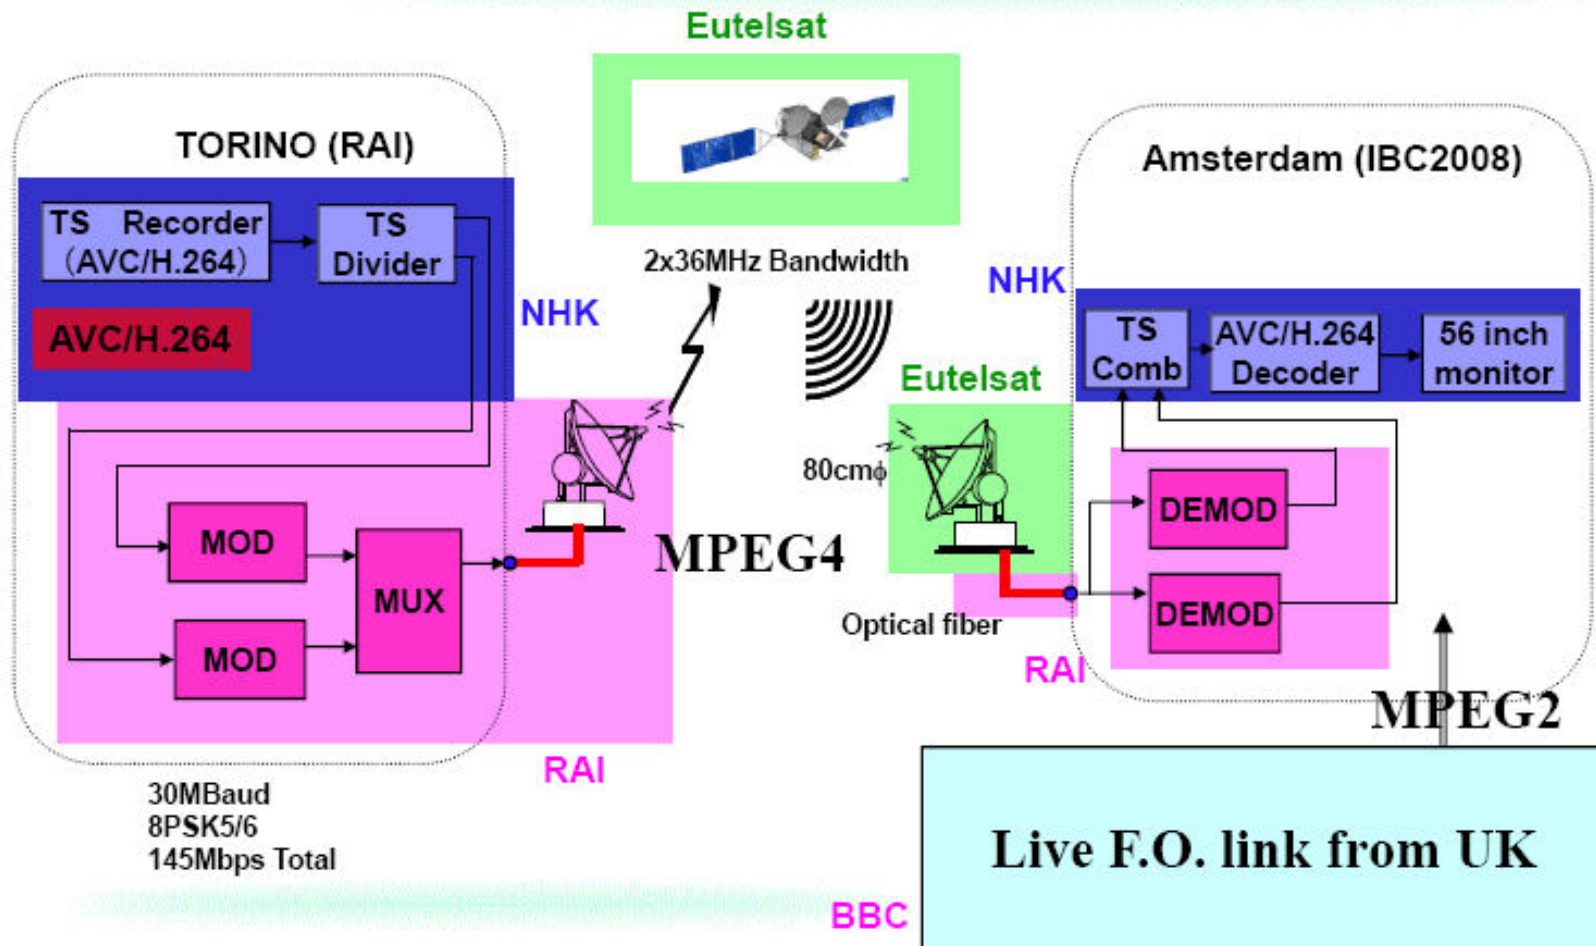 Eutelsat
TORINO (RAI)
TS Recorder
(AVC/H.264)
TS
Divider
AVC/H.264
NHK
2x36MHz Bandwidth
Amsterdam (IBC2008)
NHK
TS
Comb
AVC/H.264
Decoder
56 inch
monitor
Eutelsat
80cmϕ
MOD
MOD
MUX
MPEG4
DEMOD
DEMOD
Optical fiber
RAI
RAI
MPEG2
30MBaud
8PSK5/6
145Mbps Total
Live F.O. link from UK
BBC